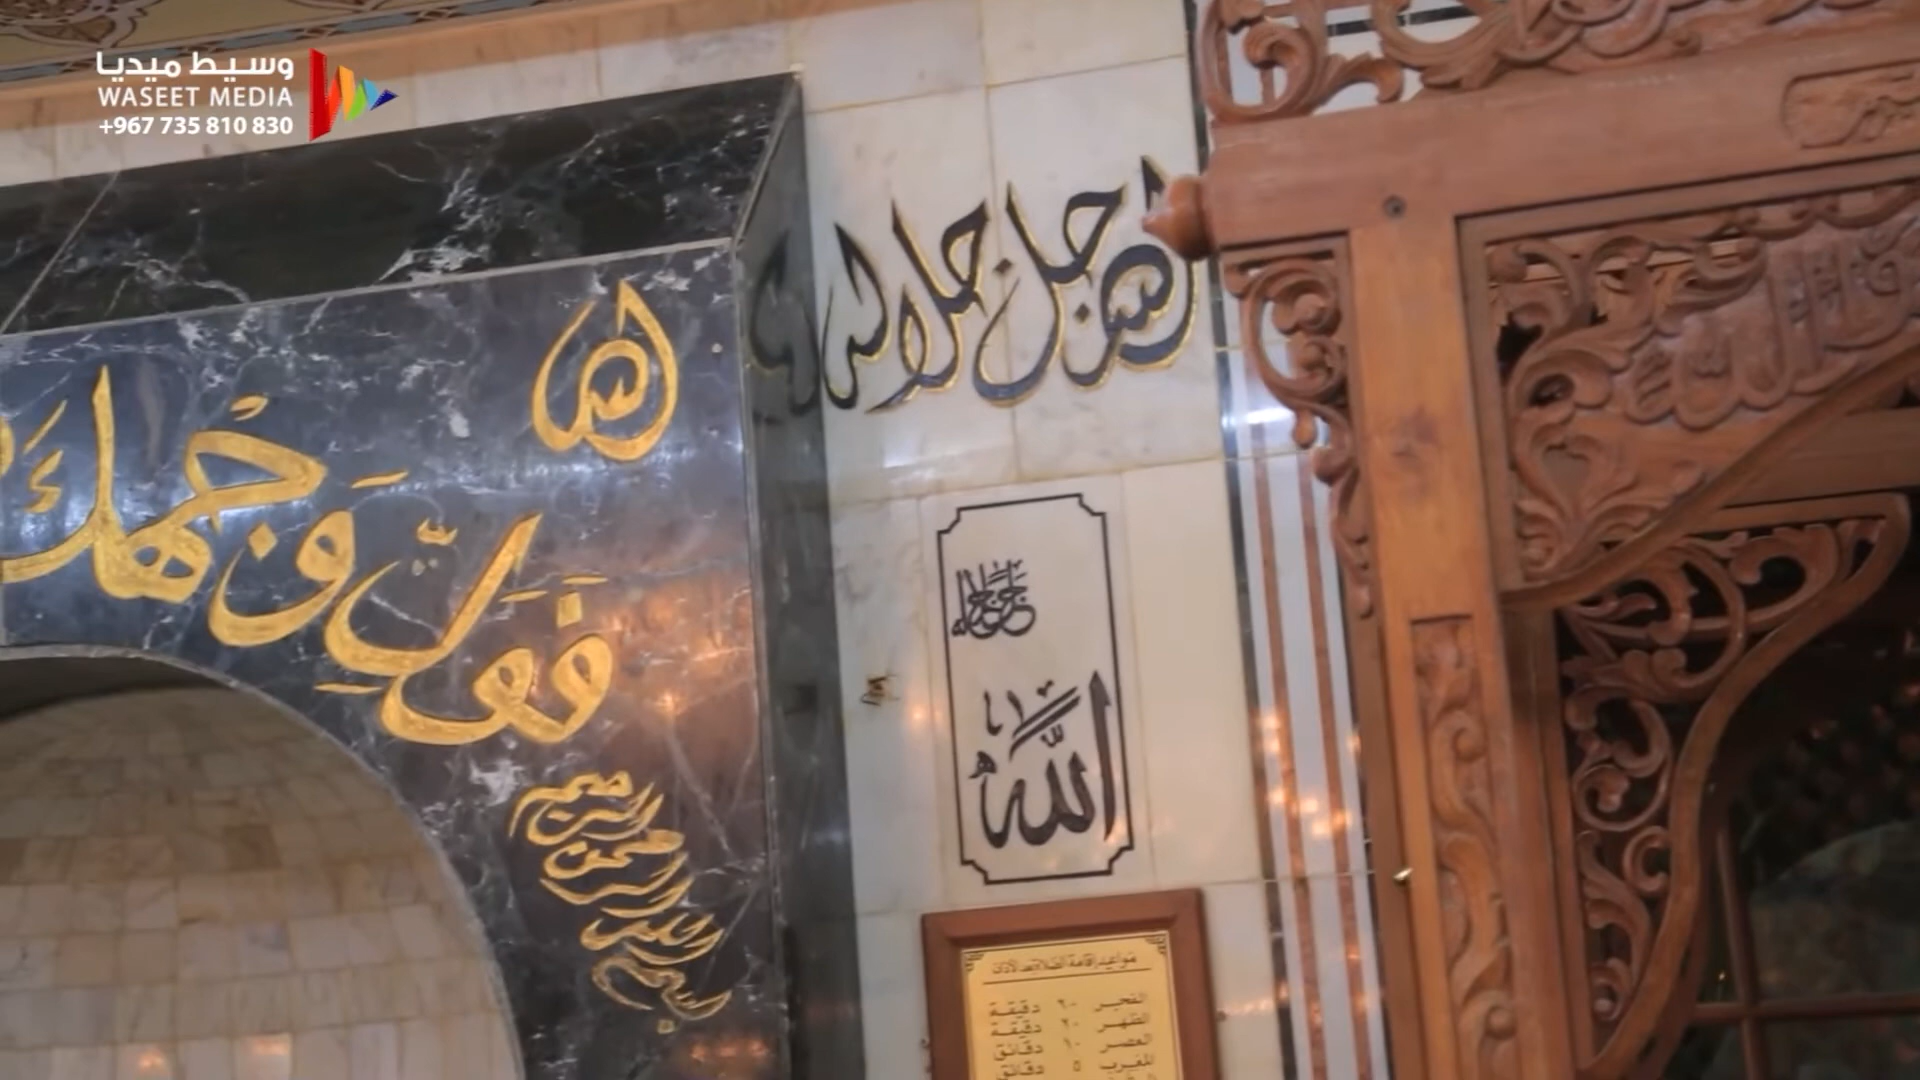 وسيط ميديا
WASEET MEDIA
+967 735 810 830
الله
فول وجهك
بسم الله الرحمن الرحيم
الله جل جلاله
جل جلاله
الله
مواعيد إقامة الصلاة بعد الأذان
الفجر ٢٠ دقيقة
الظهر ٢٠ دقيقة
العصر ١٠ دقائق
المغرب ٥ دقائق